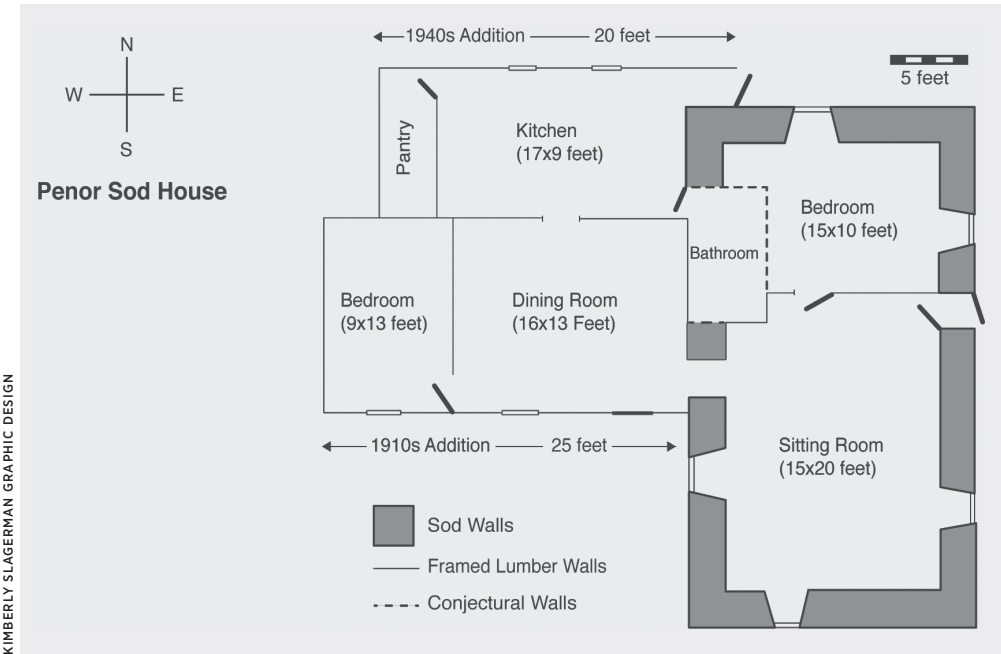 1940s Addition 20 feet
N
W E
S
5 feet
Penor Sod House
Pantry
Kitchen
(17x9 feet)
Bedroom
(15x10 feet)
Bathroom
Bedroom
(9x13 feet)
Dining Room
(16x13 Feet)
Sitting Room
(15x20 feet)
1910s Addition 25 feet
Sod Walls
Framed Lumber Walls
Conjectural Walls
KIMBERLY SLAGERMAN GRAPHIC DESIGN